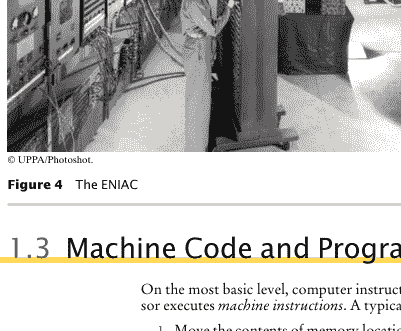 © UPPA/Photoshot.
Figure 4 The ENIAC
1.3 Machine Code and Progra
On the most basic level, computer instruct
sor executes machine instructions. A typica
1. Move the contents of memory locatio